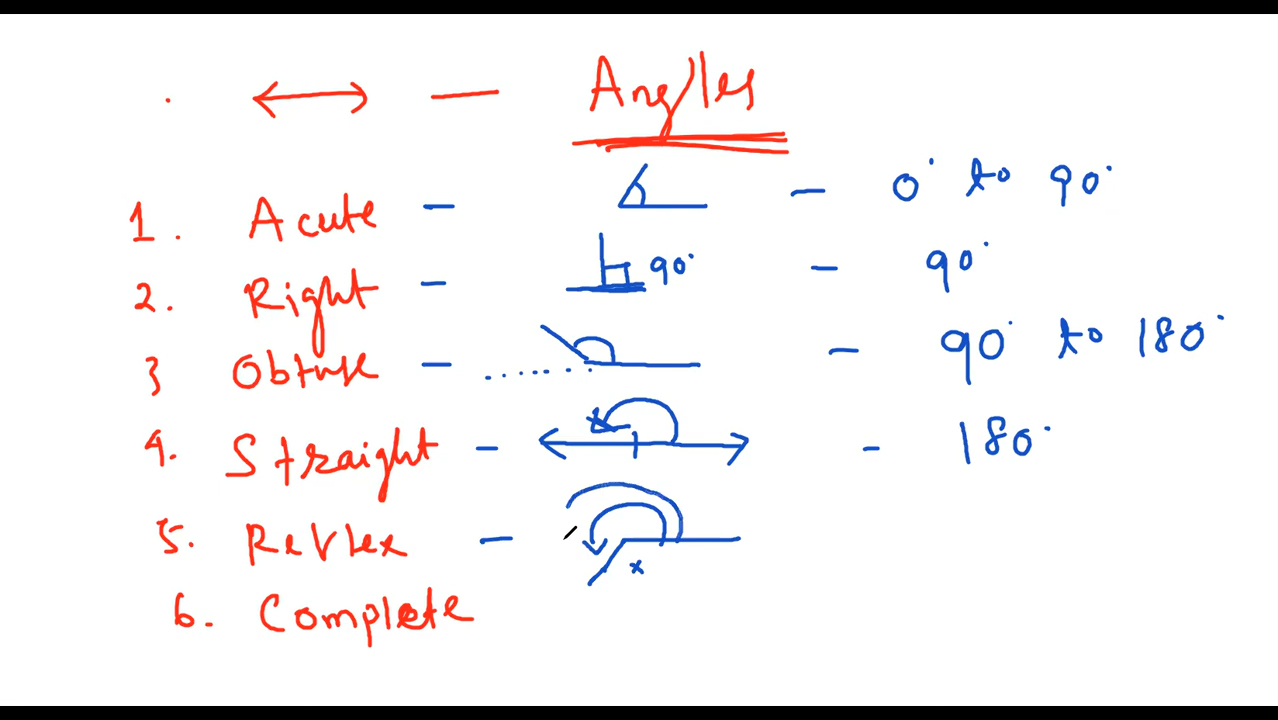 . ↔ — Angles
1. Acute — — 0° to 90°
2. Right — 90° — 90°
3 Obtuse — — 90° to 180°
4. Straight — — 180°
5. Reflex — x
6. Complete